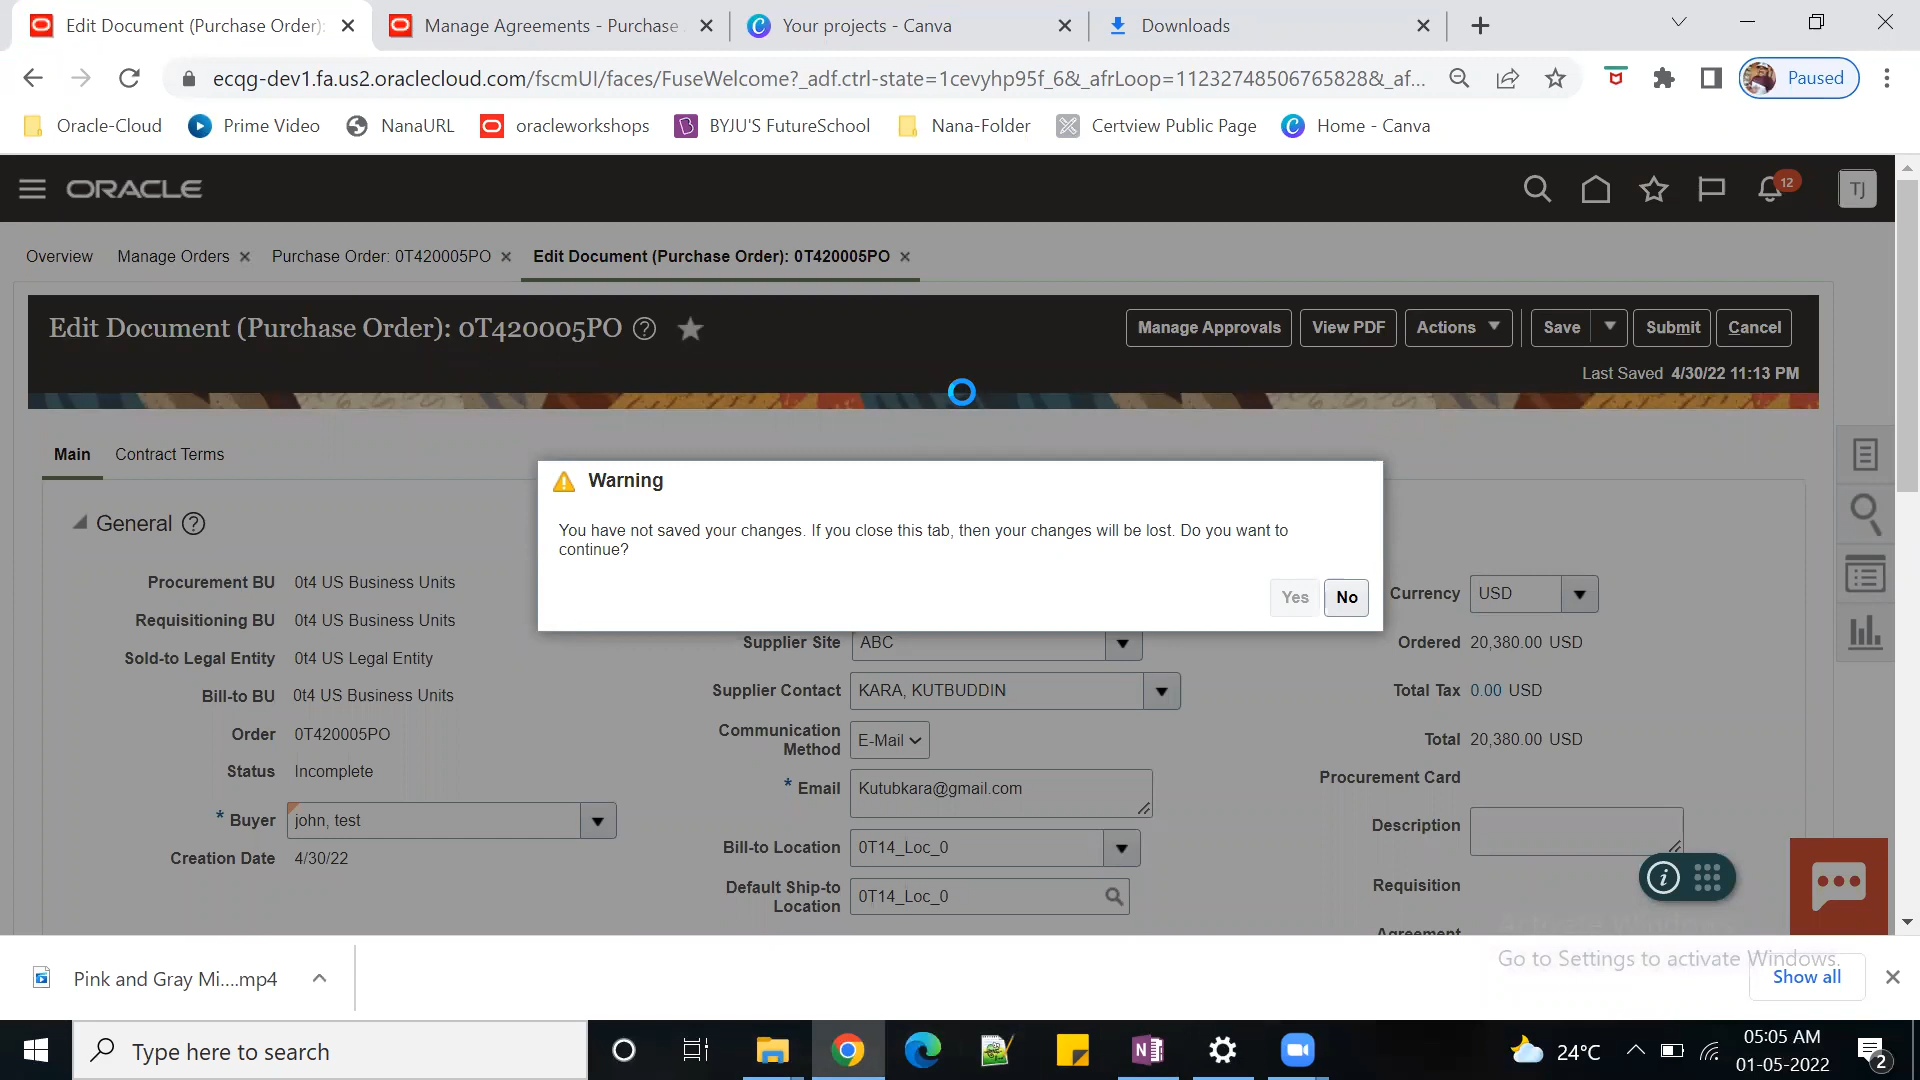 Edit Document (Purchase Order):
Manage Agreements - Purchase
Your projects - Canva
Downloads
ecqg-dev1.fa.us2.oraclecloud.com/fscmUI/faces/FuseWelcome?_adf.ctrl-state=1cevyhp95f_6&_afrLoop=11232748506765828&_af...
Paused
Oracle-Cloud
Prime Video
NanaURL
oracleworkshops
BYJU'S FutureSchool
Nana-Folder
Certview Public Page
Home - Canva
ORACLE
12
TJ
Overview
Manage Orders
Purchase Order: 0T420005PO
Edit Document (Purchase Order): 0T420005PO
Edit Document (Purchase Order): 0T420005PO
Manage Approvals
View PDF
Actions
Save
Submit
Cancel
Last Saved 4/30/22 11:13 PM
Main
Contract Terms
Warning
You have not saved your changes. If you close this tab, then your changes will be lost. Do you want to
continue?
Yes
No
General
Procurement BU 0t4 US Business Units
Requisitioning BU 0t4 US Business Units
Sold-to Legal Entity 0t4 US Legal Entity
Bill-to BU 0t4 US Business Units
Order 0T420005PO
Status Incomplete
* Buyer john, test
Creation Date 4/30/22
Supplier Site ABC
Supplier Contact KARA, KUTBUDDIN
Communication
Method E-Mail
* Email Kutubkara@gmail.com
Bill-to Location 0T14_Loc_0
Default Ship-to
Location 0T14_Loc_0
Currency USD
Ordered 20,380.00 USD
Total Tax 0.00 USD
Total 20,380.00 USD
Procurement Card
Description
Requisition
Agreement
Activate Windows
Go to Settings to activate Windows.
Pink and Gray Mi....mp4
Show all
Type here to search
24°C
05:05 AM
01-05-2022
2